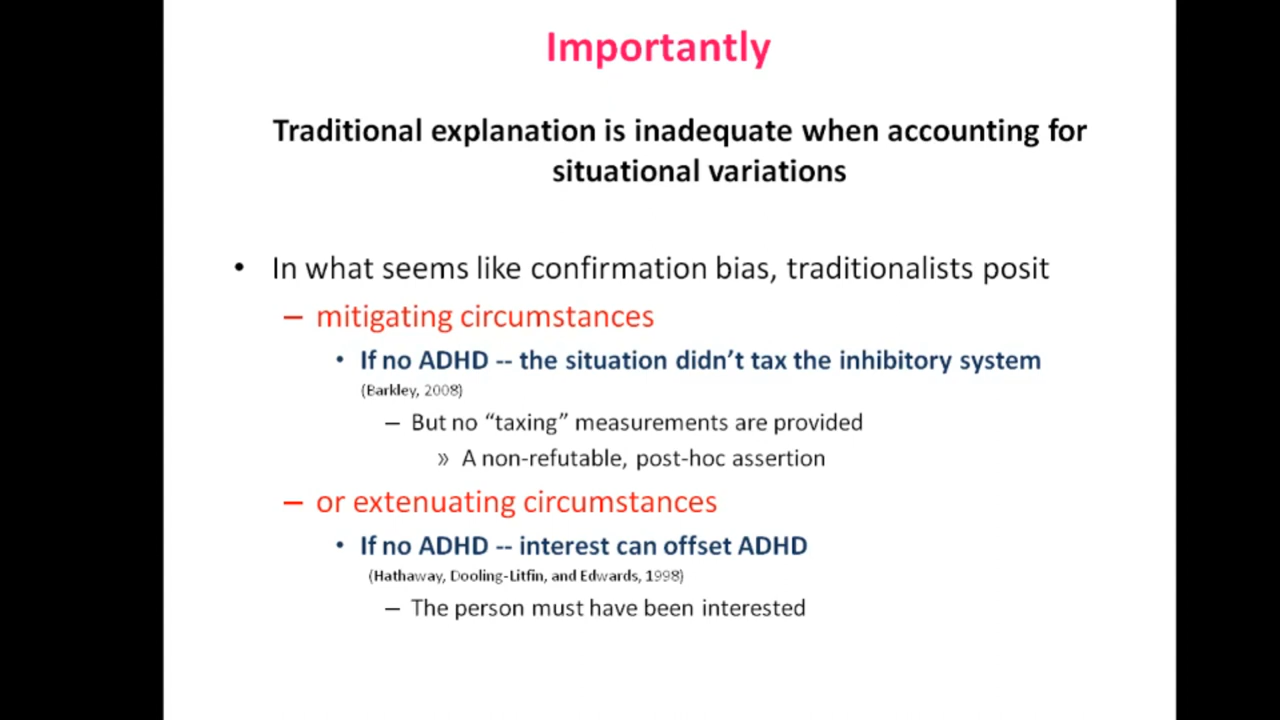 Importantly
Traditional explanation is inadequate when accounting for
situational variations
• In what seems like confirmation bias, traditionalists posit
– mitigating circumstances
• If no ADHD -- the situation didn’t tax the inhibitory system
(Barkley, 2008)
– But no “taxing” measurements are provided
» A non-refutable, post-hoc assertion
– or extenuating circumstances
• If no ADHD -- interest can offset ADHD
(Hathaway, Dooling-Litfin, and Edwards, 1998)
– The person must have been interested